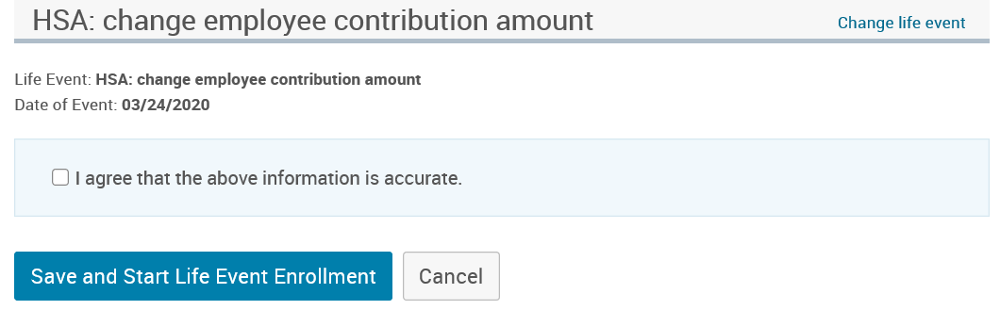 HSA: change employee contribution amount
Change life event
Life Event: HSA: change employee contribution amount
Date of Event: 03/24/2020
I agree that the above information is accurate.
Save and Start Life Event Enrollment
Cancel